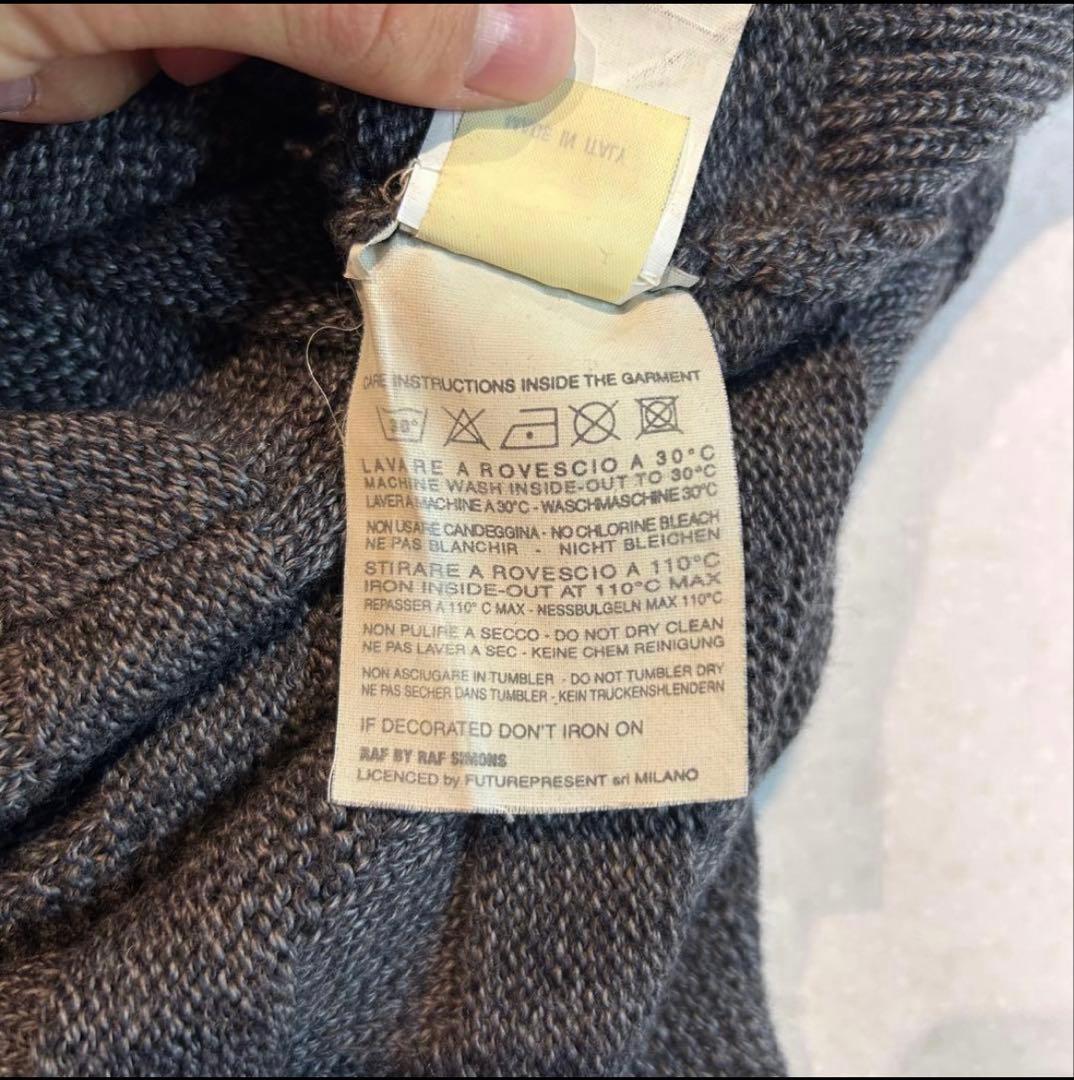 MADE IN ITALY
CARE INSTRUCTIONS INSIDE THE GARMENT
30°
LAVARE A ROVESCIO A 30°C
MACHINE WASH INSIDE-OUT TO 30°C
LAVER A MACHINE A 30°C - WASCHMASCHINE 30°C
NON USARE CANDEGGINA - NO CHLORINE BLEACH
NE PAS BLANCHIR - NICHT BLEICHEN
STIRARE A ROVESCIO A 110°C
IRON INSIDE-OUT AT 110°C MAX
REPASSER A 110° C MAX - NESSBULGELN MAX 110°C
NON PULIRE A SECCO - DO NOT DRY CLEAN
NE PAS LAVER A SEC - KEINE CHEM REINIGUNG
NON ASCIUGARE IN TUMBLER - DO NOT TUMBLER DRY
NE PAS SECHER DANS TUMBLER - KEIN TRUCKENSHLENDERN
IF DECORATED DON'T IRON ON
RAF BY RAF SIMONS
LICENCED by FUTUREPRESENT srl MILANO